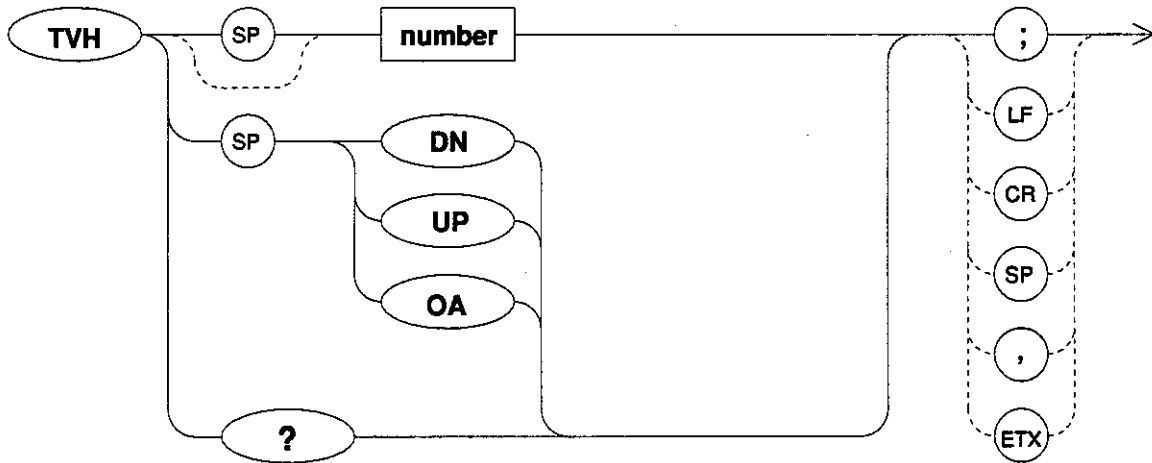 TVH SP number ;
LF
SP DN
CR
UP
SP
OA
,
? ETX